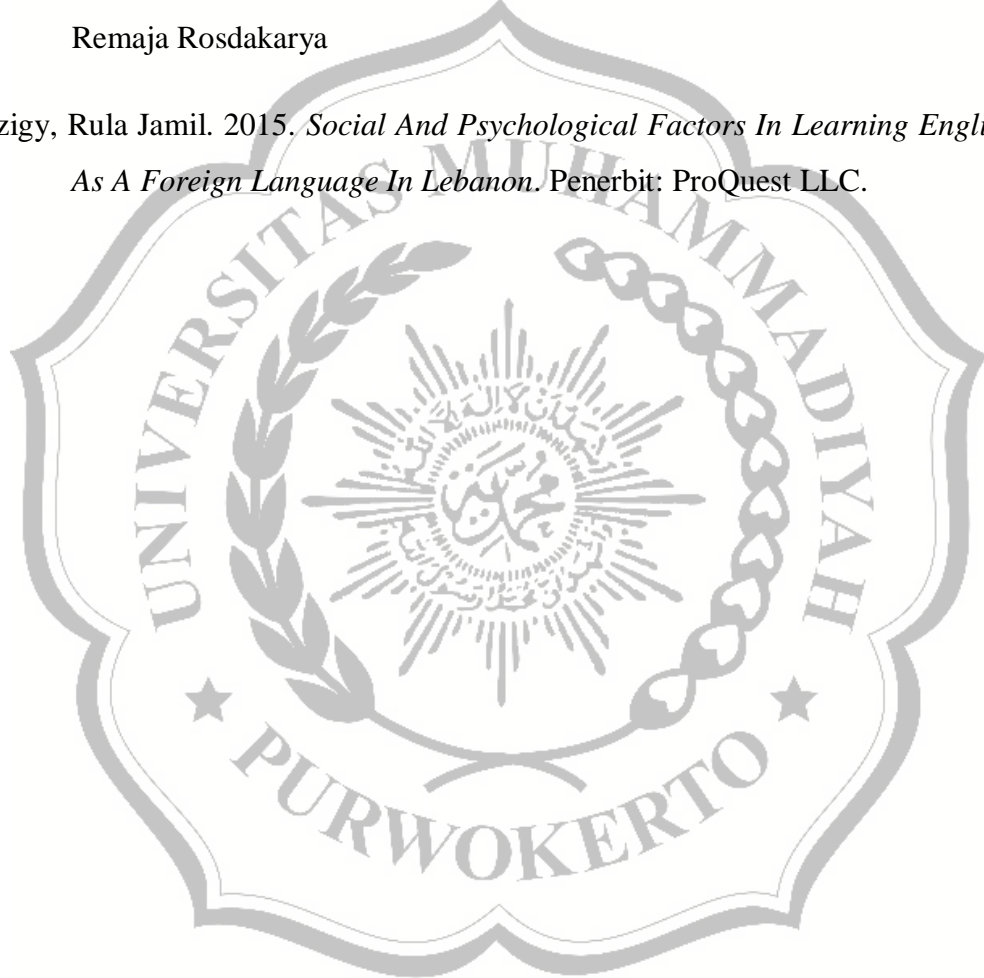 Remaja Rosdakarya
zigy, Rula Jamil. 2015. Social And Psychological Factors In Learning Engli
As A Foreign Language In Lebanon. Penerbit: ProQuest LLC.
UNIVERSITAS MUHAMMADIYAH
PURWOKERTO